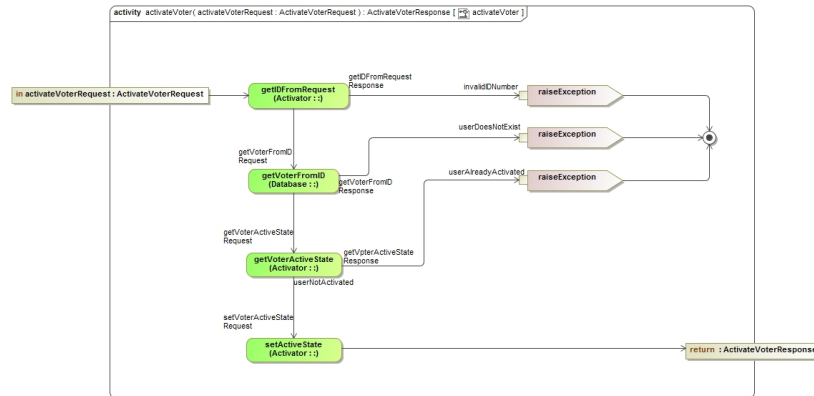 activity activateVoter( activateVoterRequest : ActivateVoterRequest ) : ActivateVoterResponse [ activateVoter ]
getIDFromRequest
Response
in activateVoterRequest : ActivateVoterRequest
getIDFromRequest
(Activator : :)
invalidIDNumber
raiseException
userDoesNotExist
raiseException
getVoterFromID
Request
getVoterFromID
(Database : :)
getVoterFromID
Response
userAlreadyActivated
raiseException
getVoterActiveState
Request
getVpterActiveState
Response
getVoterActiveState
(Activator : :)
userNotActivated
setVoterActiveState
Request
setActiveState
(Activator : :)
return : ActivateVoterResponse